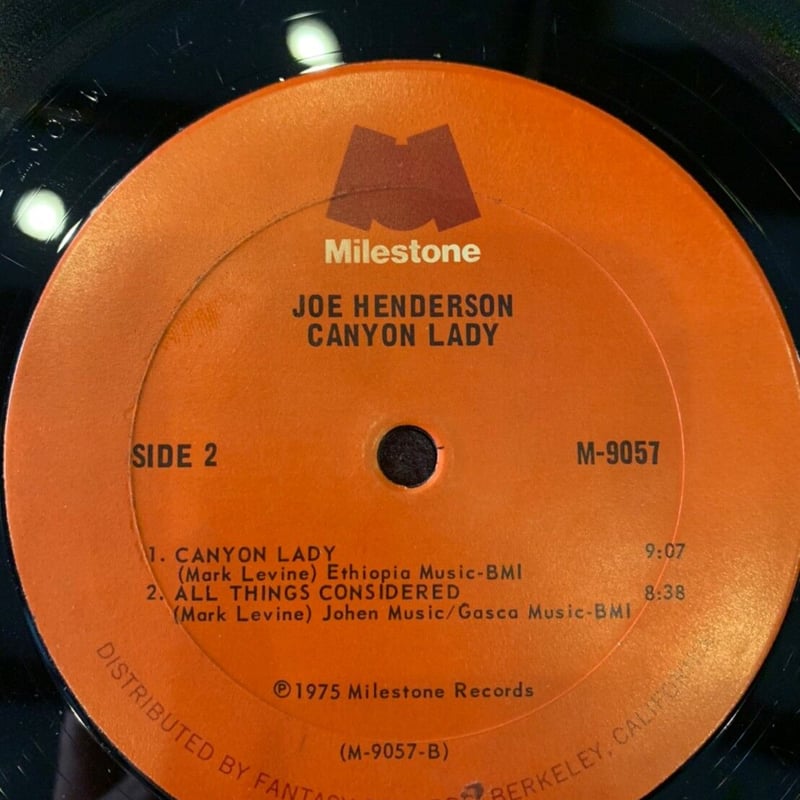 Milestone
JOE HENDERSON
CANYON LADY
SIDE 2
M-9057
1. CANYON LADY 9:07
(Mark Levine) Ethiopia Music-BMI
2. ALL THINGS CONSIDERED 8:38
(Mark Levine) Johen Music/Gasca Music-BMI
℗1975 Milestone Records
(M-9057-B)
DISTRIBUTED BY FANTASY BERKELEY, CALIFORNIA